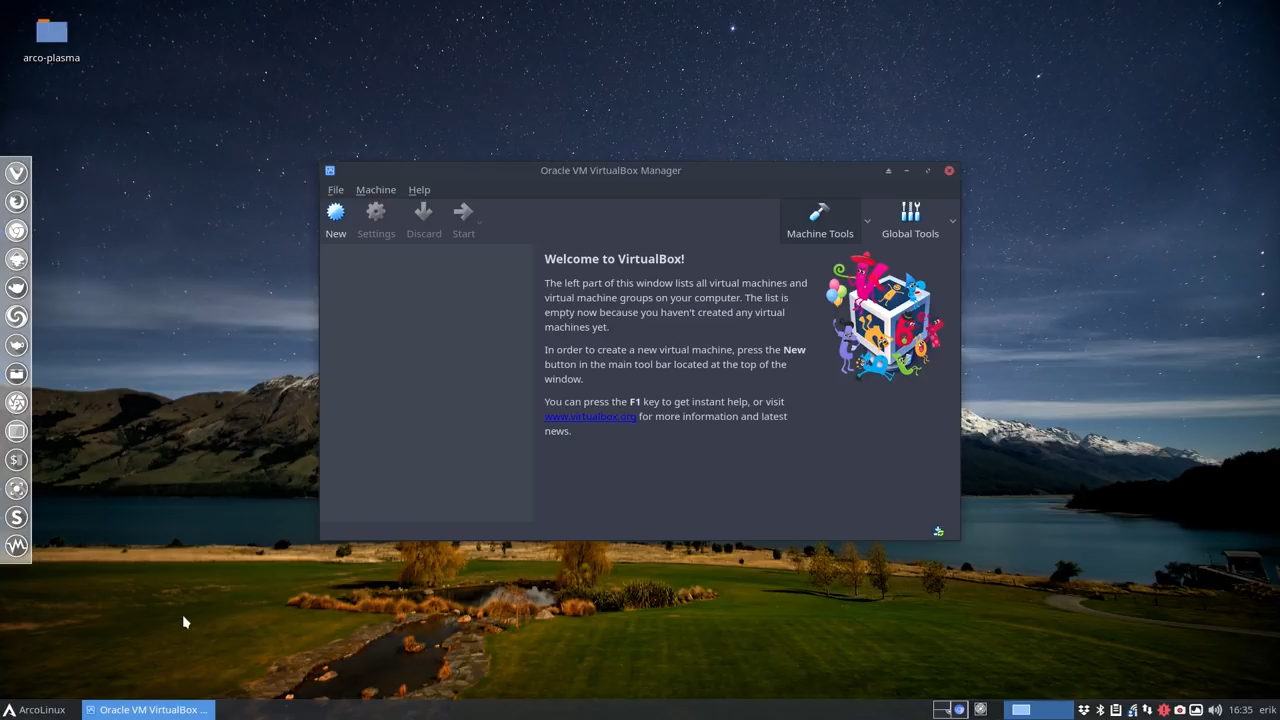 arco-plasma
Oracle VM VirtualBox Manager
File Machine Help
New Settings Discard Start Machine Tools Global Tools
Welcome to VirtualBox!
The left part of this window lists all virtual machines and
virtual machine groups on your computer. The list is
empty now because you haven't created any virtual
machines yet.
In order to create a new virtual machine, press the New
button in the main tool bar located at the top of the
window.
You can press the F1 key to get instant help, or visit
www.virtualbox.org for more information and latest
news.
ArcoLinux Oracle VM VirtualBox ... 16:35 erik